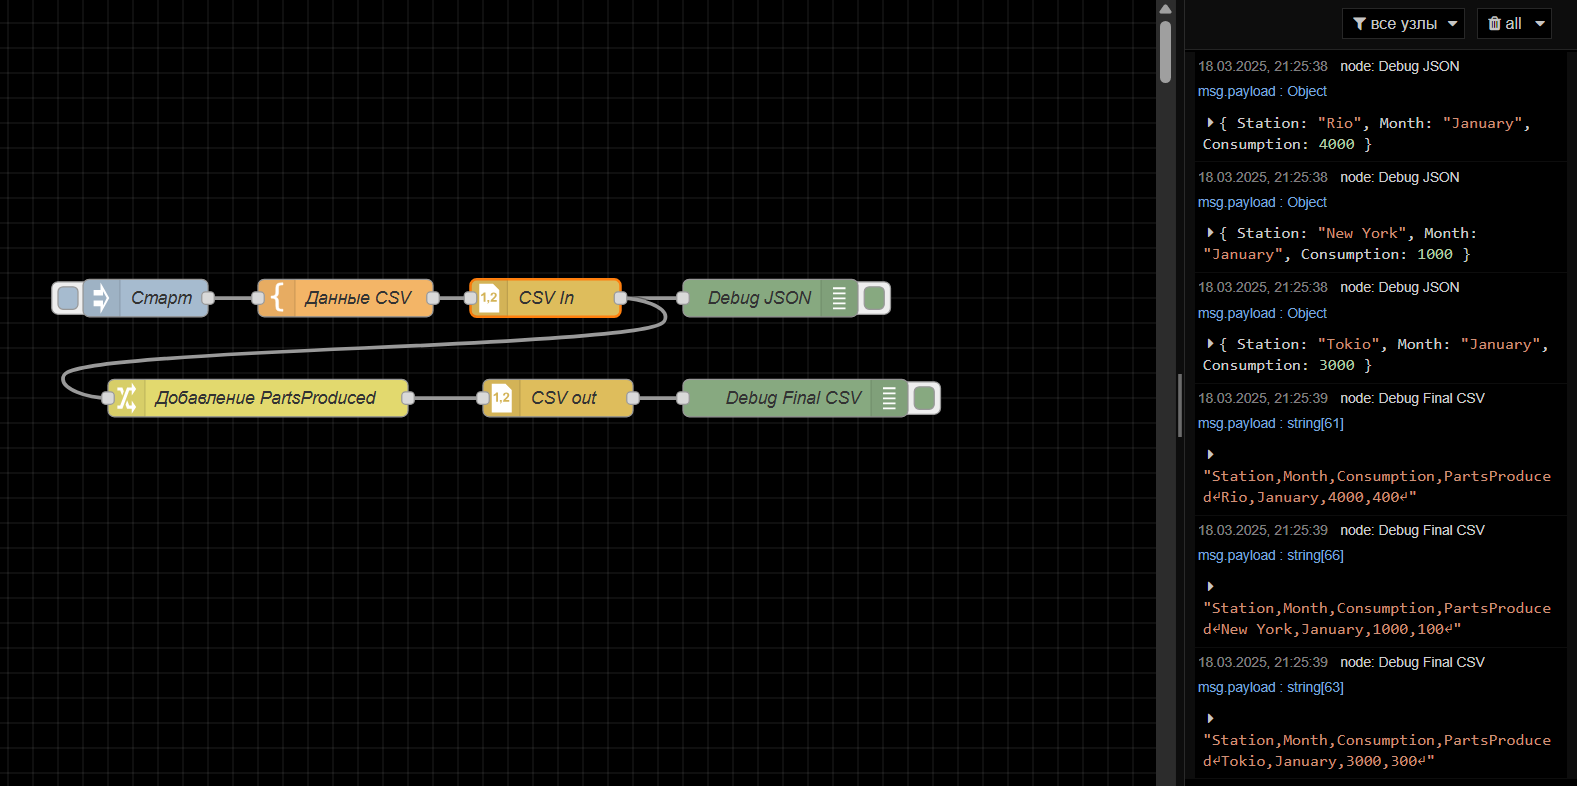 Старт
Данные CSV
1,2
CSV In
Debug JSON
Добавление PartsProduced
1,2
CSV out
Debug Final CSV
все узлы
all
18.03.2025, 21:25:38 node: Debug JSON
msg.payload : Object
{ Station: "Rio", Month: "January",
Consumption: 4000 }
18.03.2025, 21:25:38 node: Debug JSON
msg.payload : Object
{ Station: "New York", Month:
"January", Consumption: 1000 }
18.03.2025, 21:25:38 node: Debug JSON
msg.payload : Object
{ Station: "Tokio", Month: "January",
Consumption: 3000 }
18.03.2025, 21:25:39 node: Debug Final CSV
msg.payload : string[61]
"Station,Month,Consumption,PartsProduce
d↵Rio,January,4000,400↵"
18.03.2025, 21:25:39 node: Debug Final CSV
msg.payload : string[66]
"Station,Month,Consumption,PartsProduce
d↵New York,January,1000,100↵"
18.03.2025, 21:25:39 node: Debug Final CSV
msg.payload : string[63]
"Station,Month,Consumption,PartsProduce
d↵Tokio,January,3000,300↵"